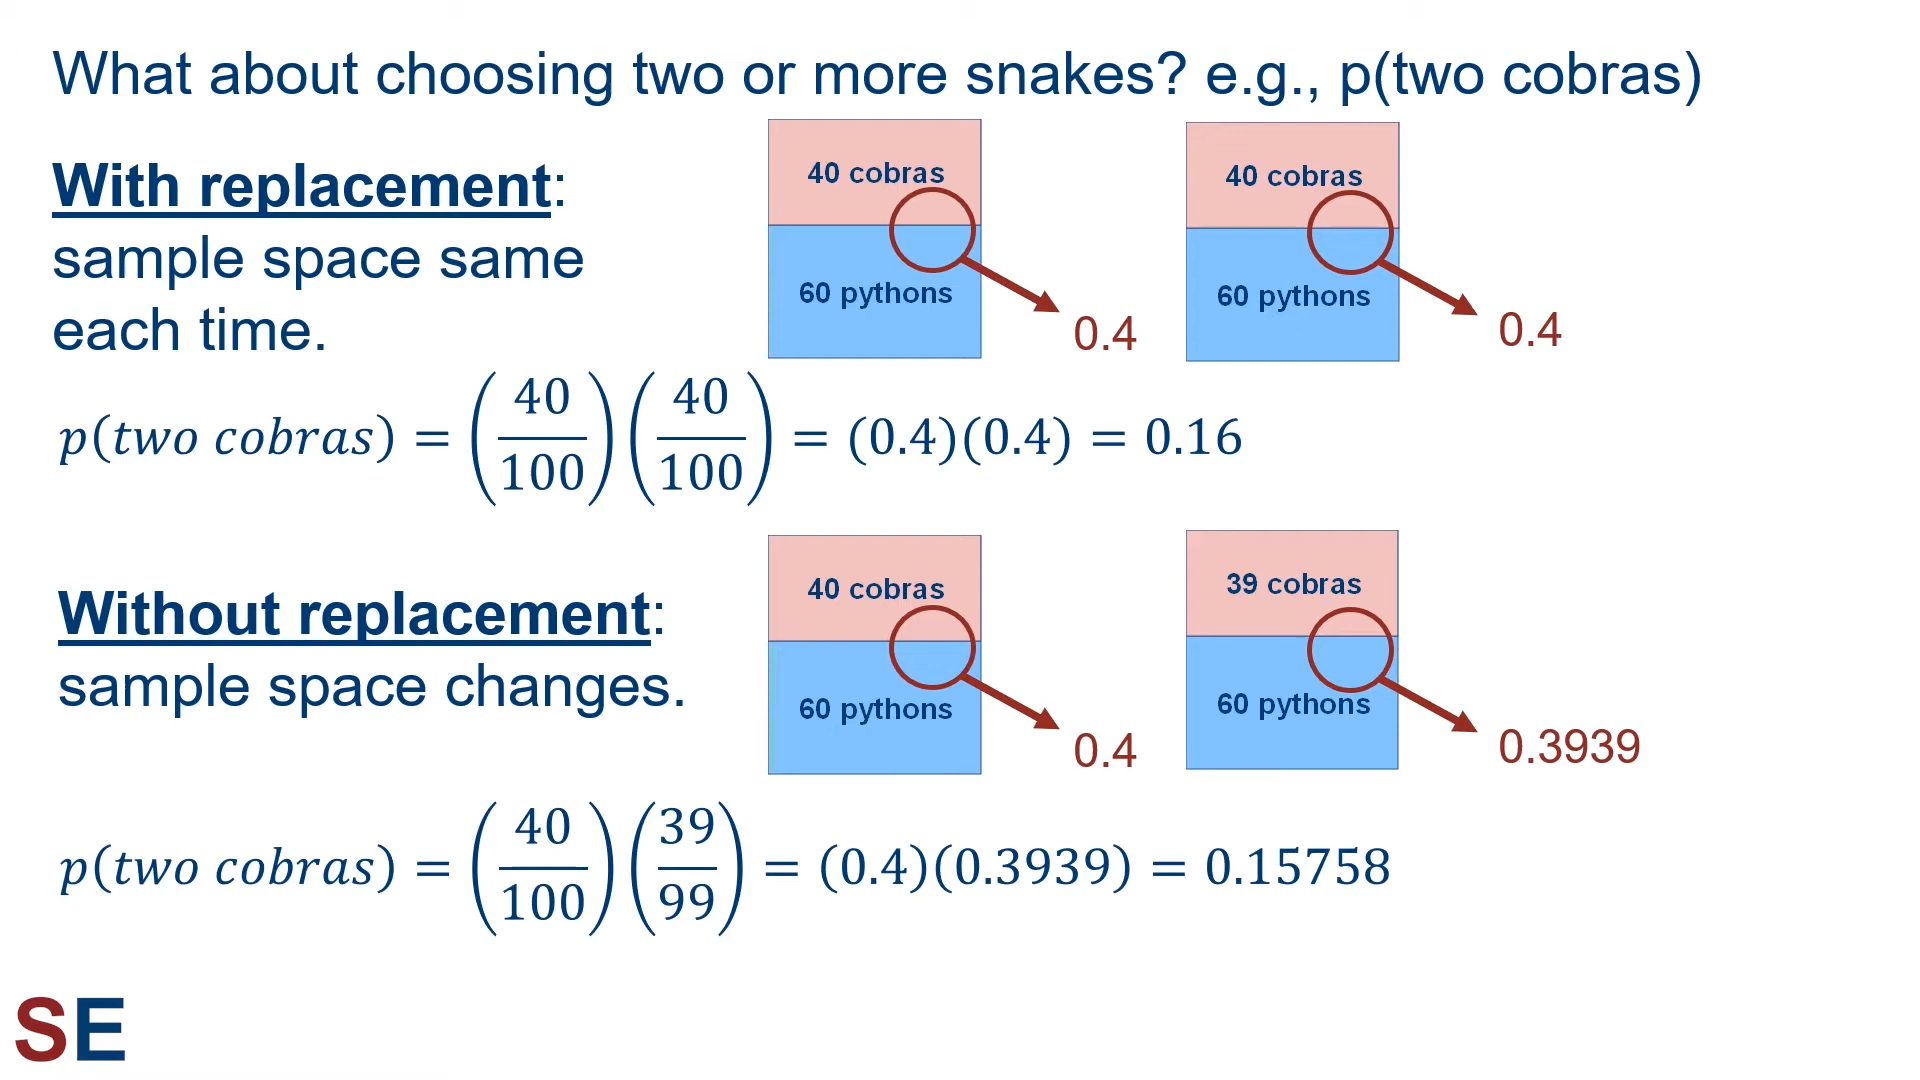 What about choosing two or more snakes? e.g., p(two cobras)
With replacement:
sample space same
each time.
40 cobras
60 pythons
0.4
40 cobras
60 pythons
0.4
p(two cobras) = (40/100)(40/100) = (0.4)(0.4) = 0.16
Without replacement:
sample space changes.
40 cobras
60 pythons
0.4
39 cobras
60 pythons
0.3939
p(two cobras) = (40/100)(39/99) = (0.4)(0.3939) = 0.15758
SE